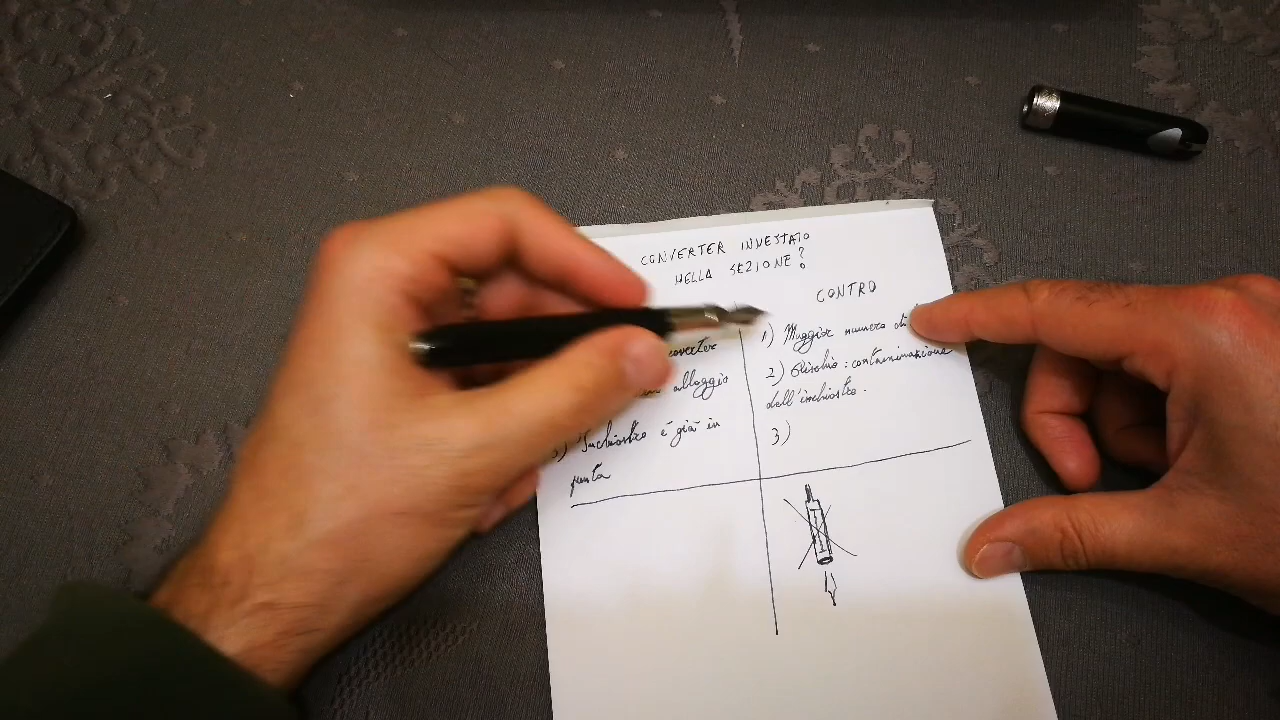 CONVERTER INNESTATO
NELLA SEZIONE?
CONTRO
converter
1) Maggior numero di
alloggio
2) Rischio: contaminazione
dell'inchiostro.
3) Inchiostro è già in
punta
3)